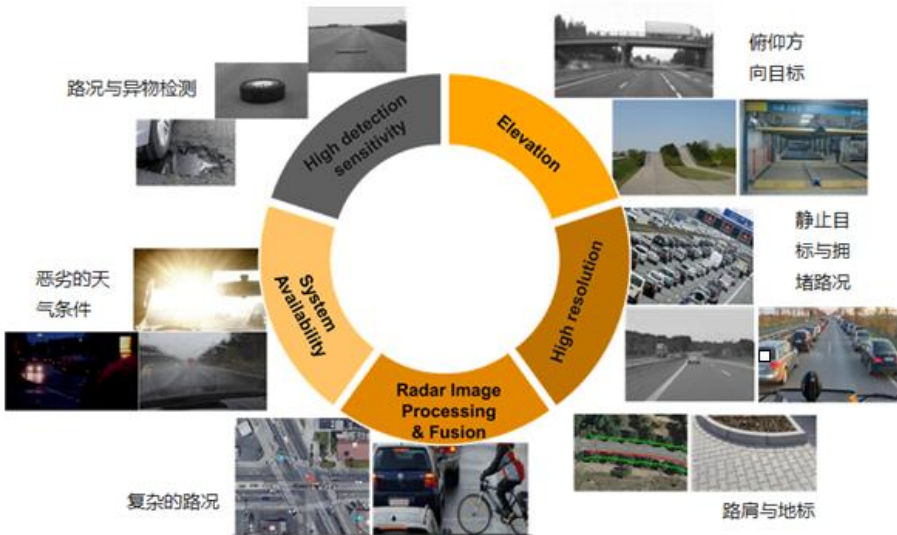 路况与异物检测
俯仰方
向目标
High detection
sensitivity
Elevation
静止目
标与拥
堵路况
恶劣的天
气条件
System
Availability
High resolution
Radar Image
Processing
& Fusion
复杂的路况
路肩与地标